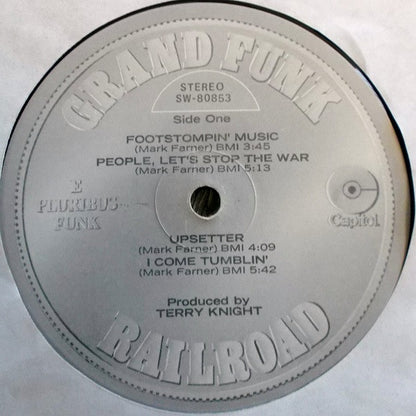 GRAND FUNK
STEREO
SW-80853
Side One
FOOTSTOMPIN' MUSIC
(Mark Farner) BMI 3:45
PEOPLE, LET'S STOP THE WAR
(Mark Farner) BMI 5:13
E
PLURIBUS
FUNK
Capitol
UPSETTER
(Mark Farner) BMI 4:09
I COME TUMBLIN'
(Mark Farner) BMI 5:42
Produced by
TERRY KNIGHT
RAILROAD